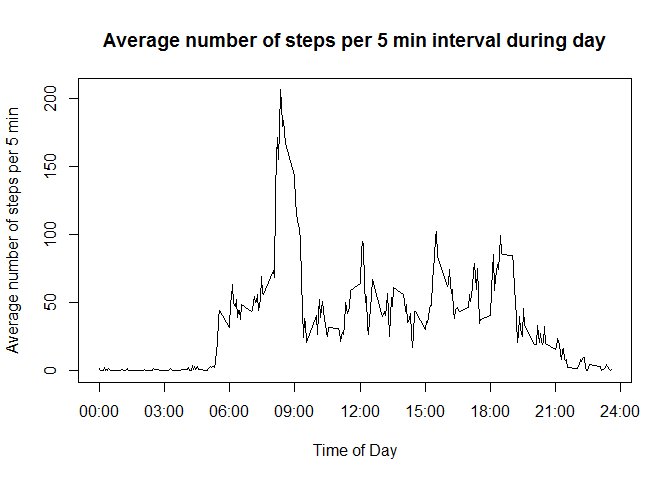 Average number of steps per 5 min interval during day
Average number of steps per 5 min
200
150
100
50
0
00:00 03:00 06:00 09:00 12:00 15:00 18:00 21:00 24:00
Time of Day